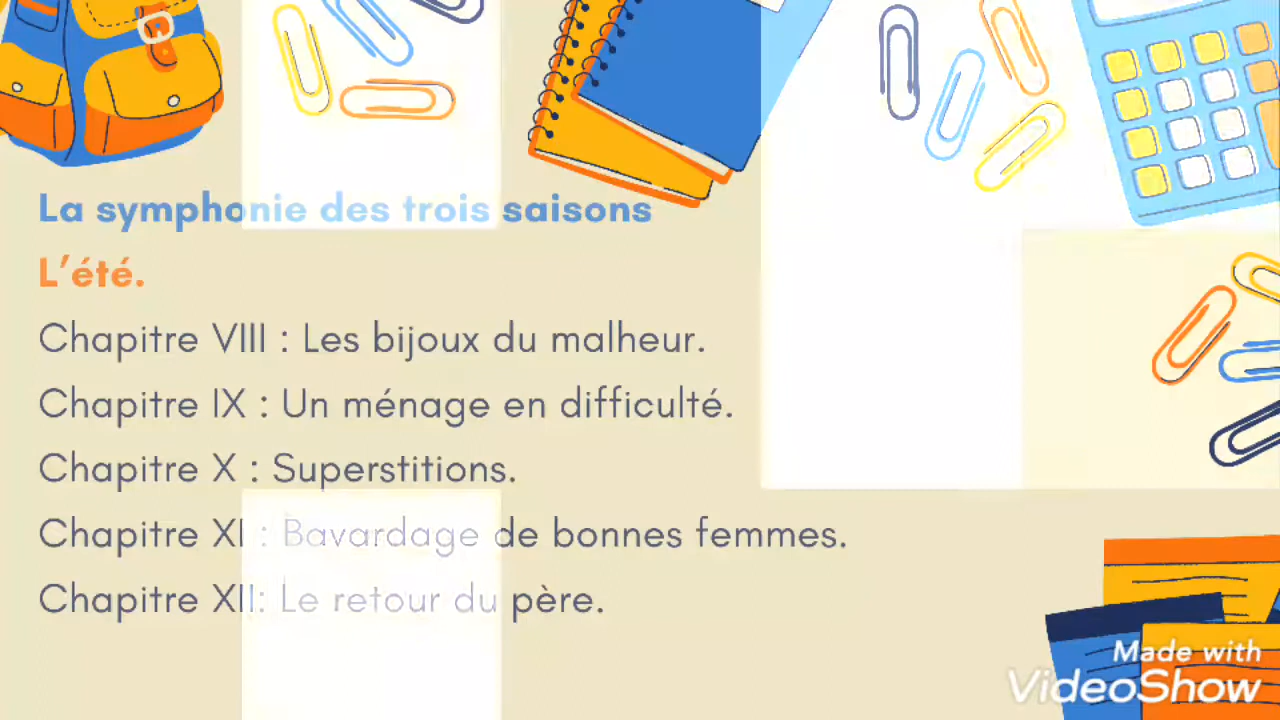 La symphonie des trois saisons
L'été.
Chapitre VIII : Les bijoux du malheur.
Chapitre IX : Un ménage en difficulté.
Chapitre X : Superstitions.
Chapitre XI : Bavardage de bonnes femmes.
Chapitre XII: Le retour du père.
Made with
VideoShow